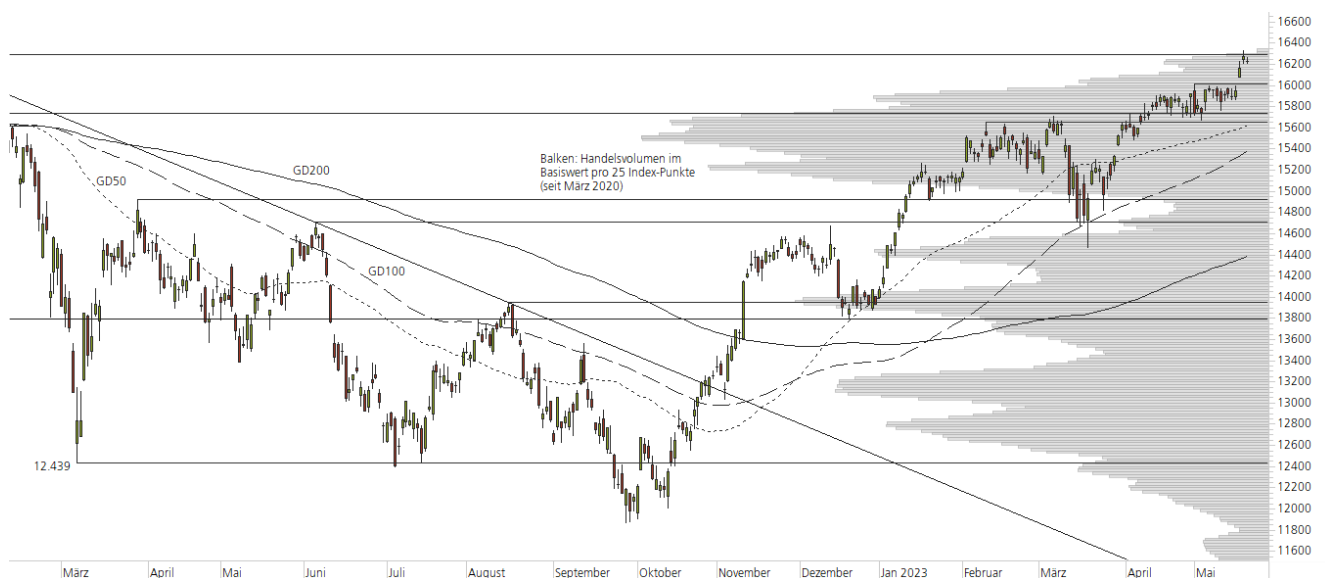 16600
16400
16200
16000
15800
15600
15400
15200
15000
14800
14600
14400
14200
14000
13800
13600
13400
13200
13000
12800
12600
12400
12200
12000
11800
11600
GD50
GD200
GD100
Balken: Handelsvolumen im
Basiswert pro 25 Index-Punkte
(seit März 2020)
12.439
März
April
Mai
Juni
Juli
August
September
Oktober
November
Dezember
Jan 2023
Februar
März
April
Mai